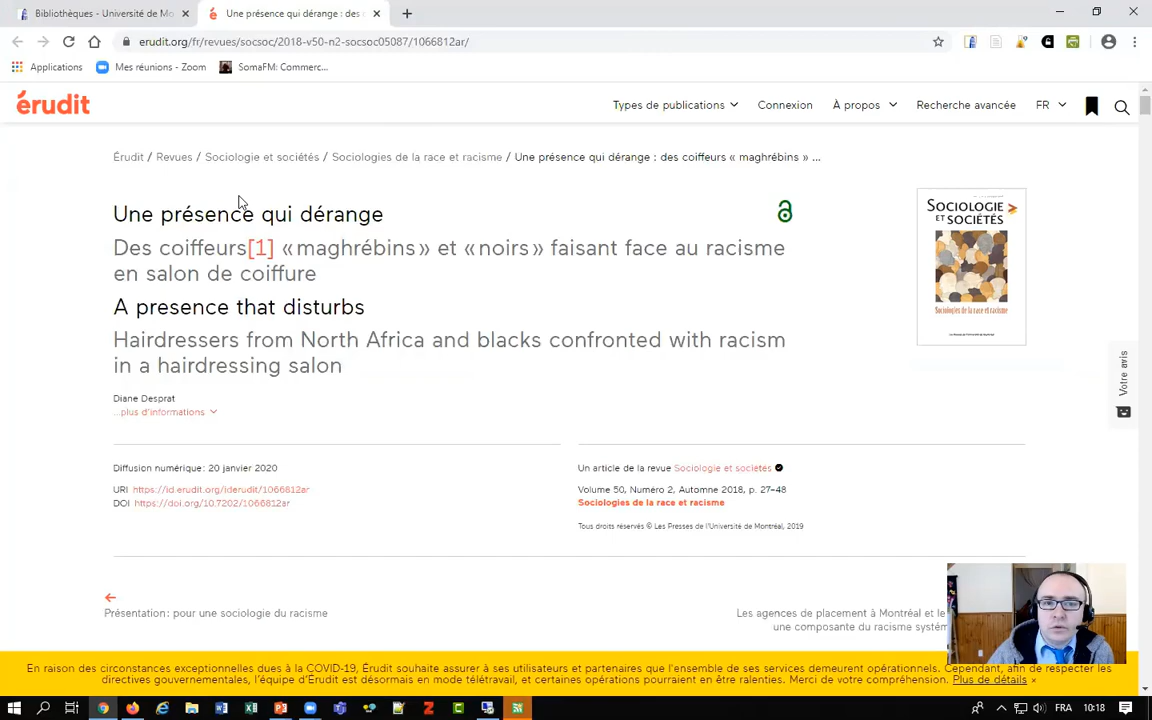 Bibliothèques - Université de Mo
Une présence qui dérange : des
erudit.org/fr/revues/socsoc/2018-v50-n2-socsoc05087/1066812ar/
Applications
Mes réunions - Zoom
SomaFM: Commerc...
érudit
Types de publications
Connexion
À propos
Recherche avancée
FR
Érudit / Revues / Sociologie et sociétés / Sociologies de la race et racisme / Une présence qui dérange : des coiffeurs « maghrébins » ...
Une présence qui dérange
Des coiffeurs[1] « maghrébins » et « noirs » faisant face au racisme
en salon de coiffure
A presence that disturbs
Hairdressers from North Africa and blacks confronted with racism
in a hairdressing salon
Diane Desprat
...plus d'informations
SOCIOLOGIE
ET SOCIÉTÉS
Sociologies de la race et racisme
Votre avis
Diffusion numérique : 20 janvier 2020
URI https://id.erudit.org/iderudit/1066812ar
DOI https://doi.org/10.7202/1066812ar
Un article de la revue Sociologie et sociétés
Volume 50, Numéro 2, Automne 2018, p. 27–48
Sociologies de la race et racisme
Tous droits réservés © Les Presses de l'Université de Montréal, 2019
Présentation : pour une sociologie du racisme
Les agences de placement à Montréal et le
une composante du racisme systém
En raison des circonstances exceptionnelles dues à la COVID-19, Érudit souhaite assurer à ses utilisateurs et partenaires que l'ensemble de ses services demeurent opérationnels. Cependant, afin de respecter les
directives gouvernementales, l'équipe d'Érudit est désormais en mode télétravail, et certaines opérations pourraient en être ralenties. Merci de votre compréhension. Plus de détails ×
FRA
10:18